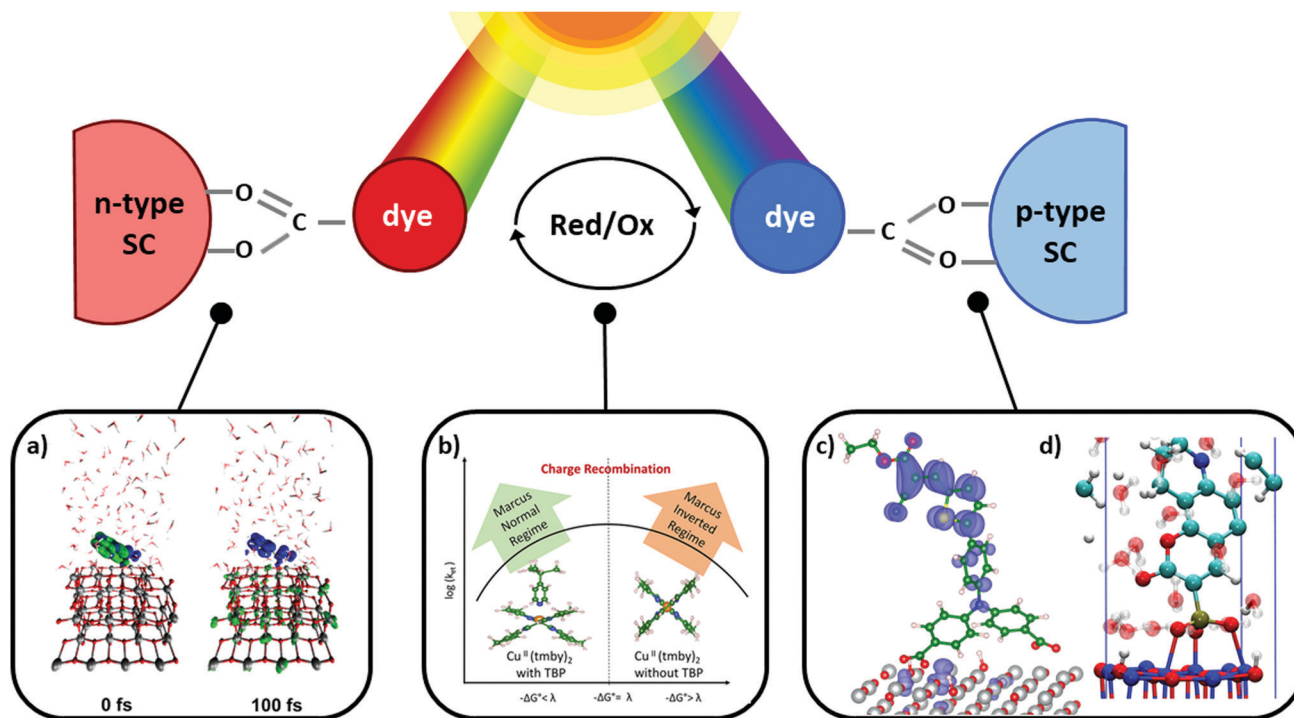 n-type
SC
O
O
C
dye
Red/Ox
dye
C
O
O
p-type
SC
a)
0 fs
100 fs
b)
Charge Recombination
Marcus
Normal
Regime
Marcus
Inverted
Regime
log (kₑₜ)
Cuᴵᴵ(tmby)₂
with TBP
Cuᴵᴵ(tmby)₂
without TBP
-ΔG°< λ
-ΔG°= λ
-ΔG°> λ
c)
d)